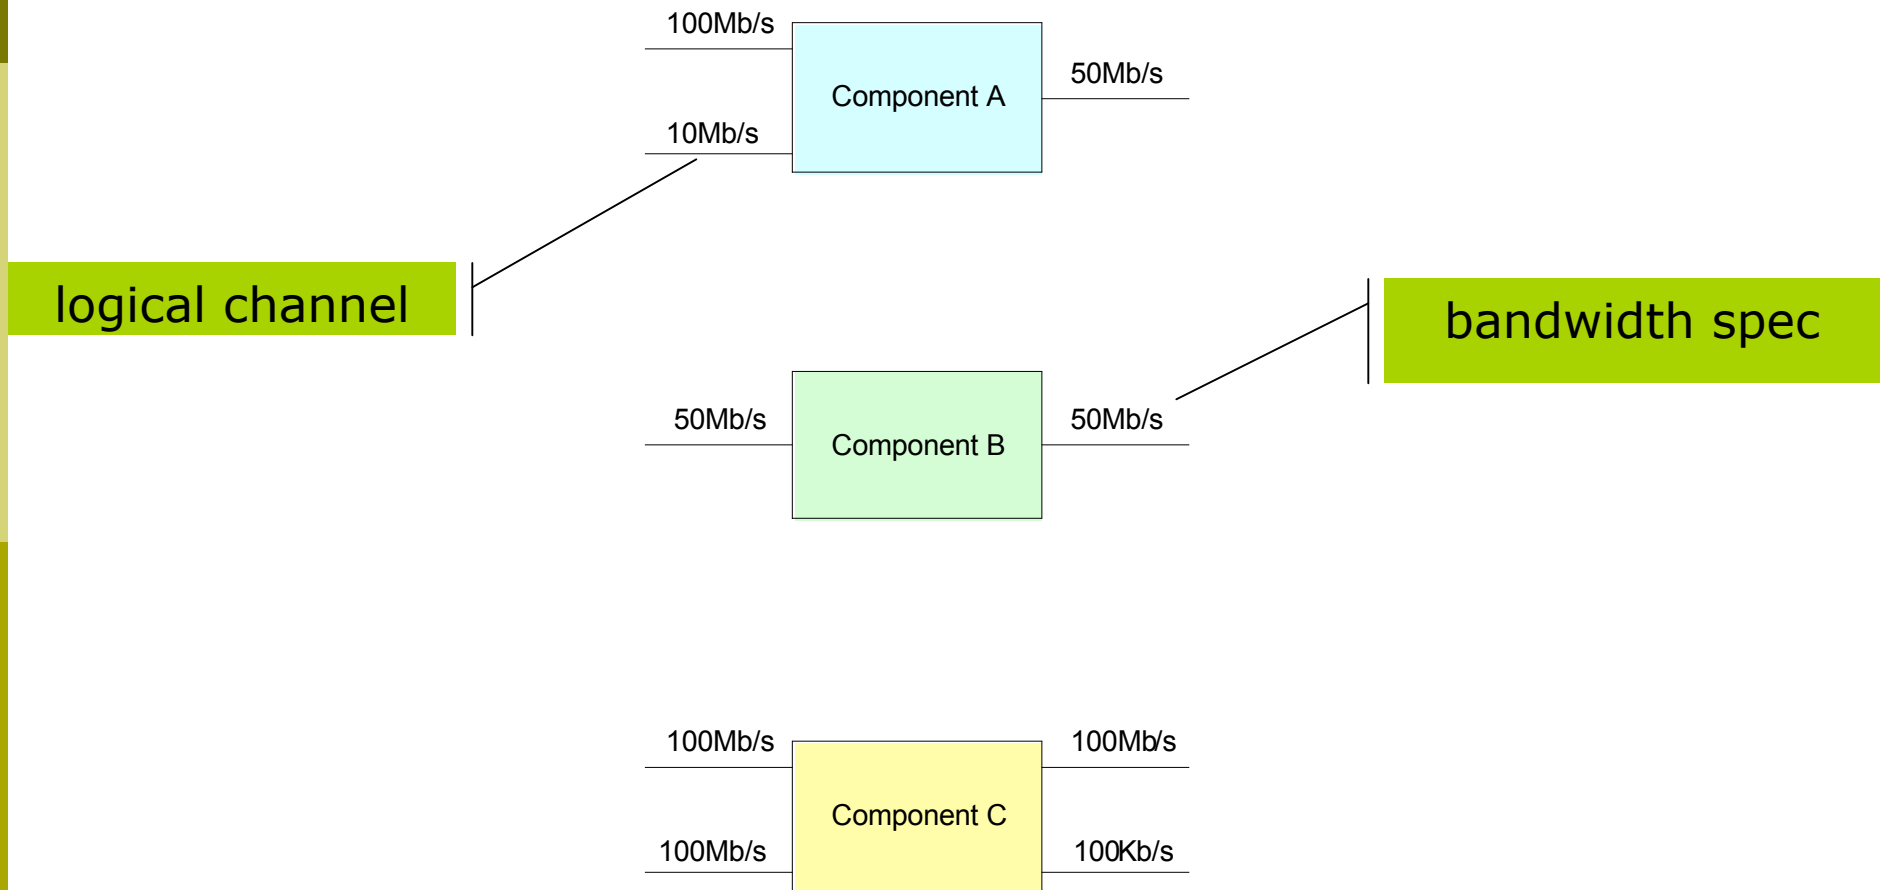 100Mb/s
50Mb/s
Component A
10Mb/s
logical channel
bandwidth spec
50Mb/s
50Mb/s
Component B
100Mb/s
100Mb/s
Component C
100Mb/s
100Kb/s